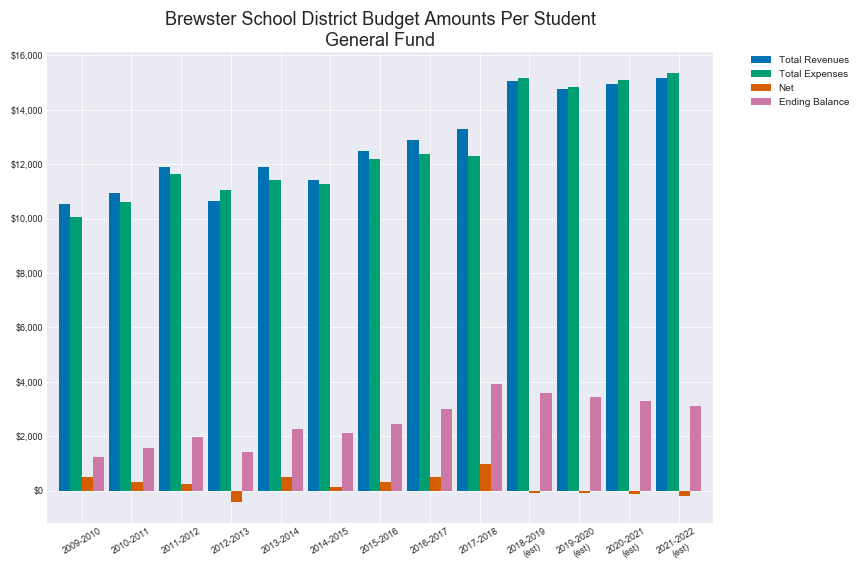 Brewster School District Budget Amounts Per Student
General Fund
$16,000
$14,000
$12,000
$10,000
$8,000
$6,000
$4,000
$2,000
$0
2009-2010
2010-2011
2011-2012
2012-2013
2013-2014
2014-2015
2015-2016
2016-2017
2017-2018
2018-2019
(est)
2019-2020
(est)
2020-2021
(est)
2021-2022
(est)
Total Revenues
Total Expenses
Net
Ending Balance